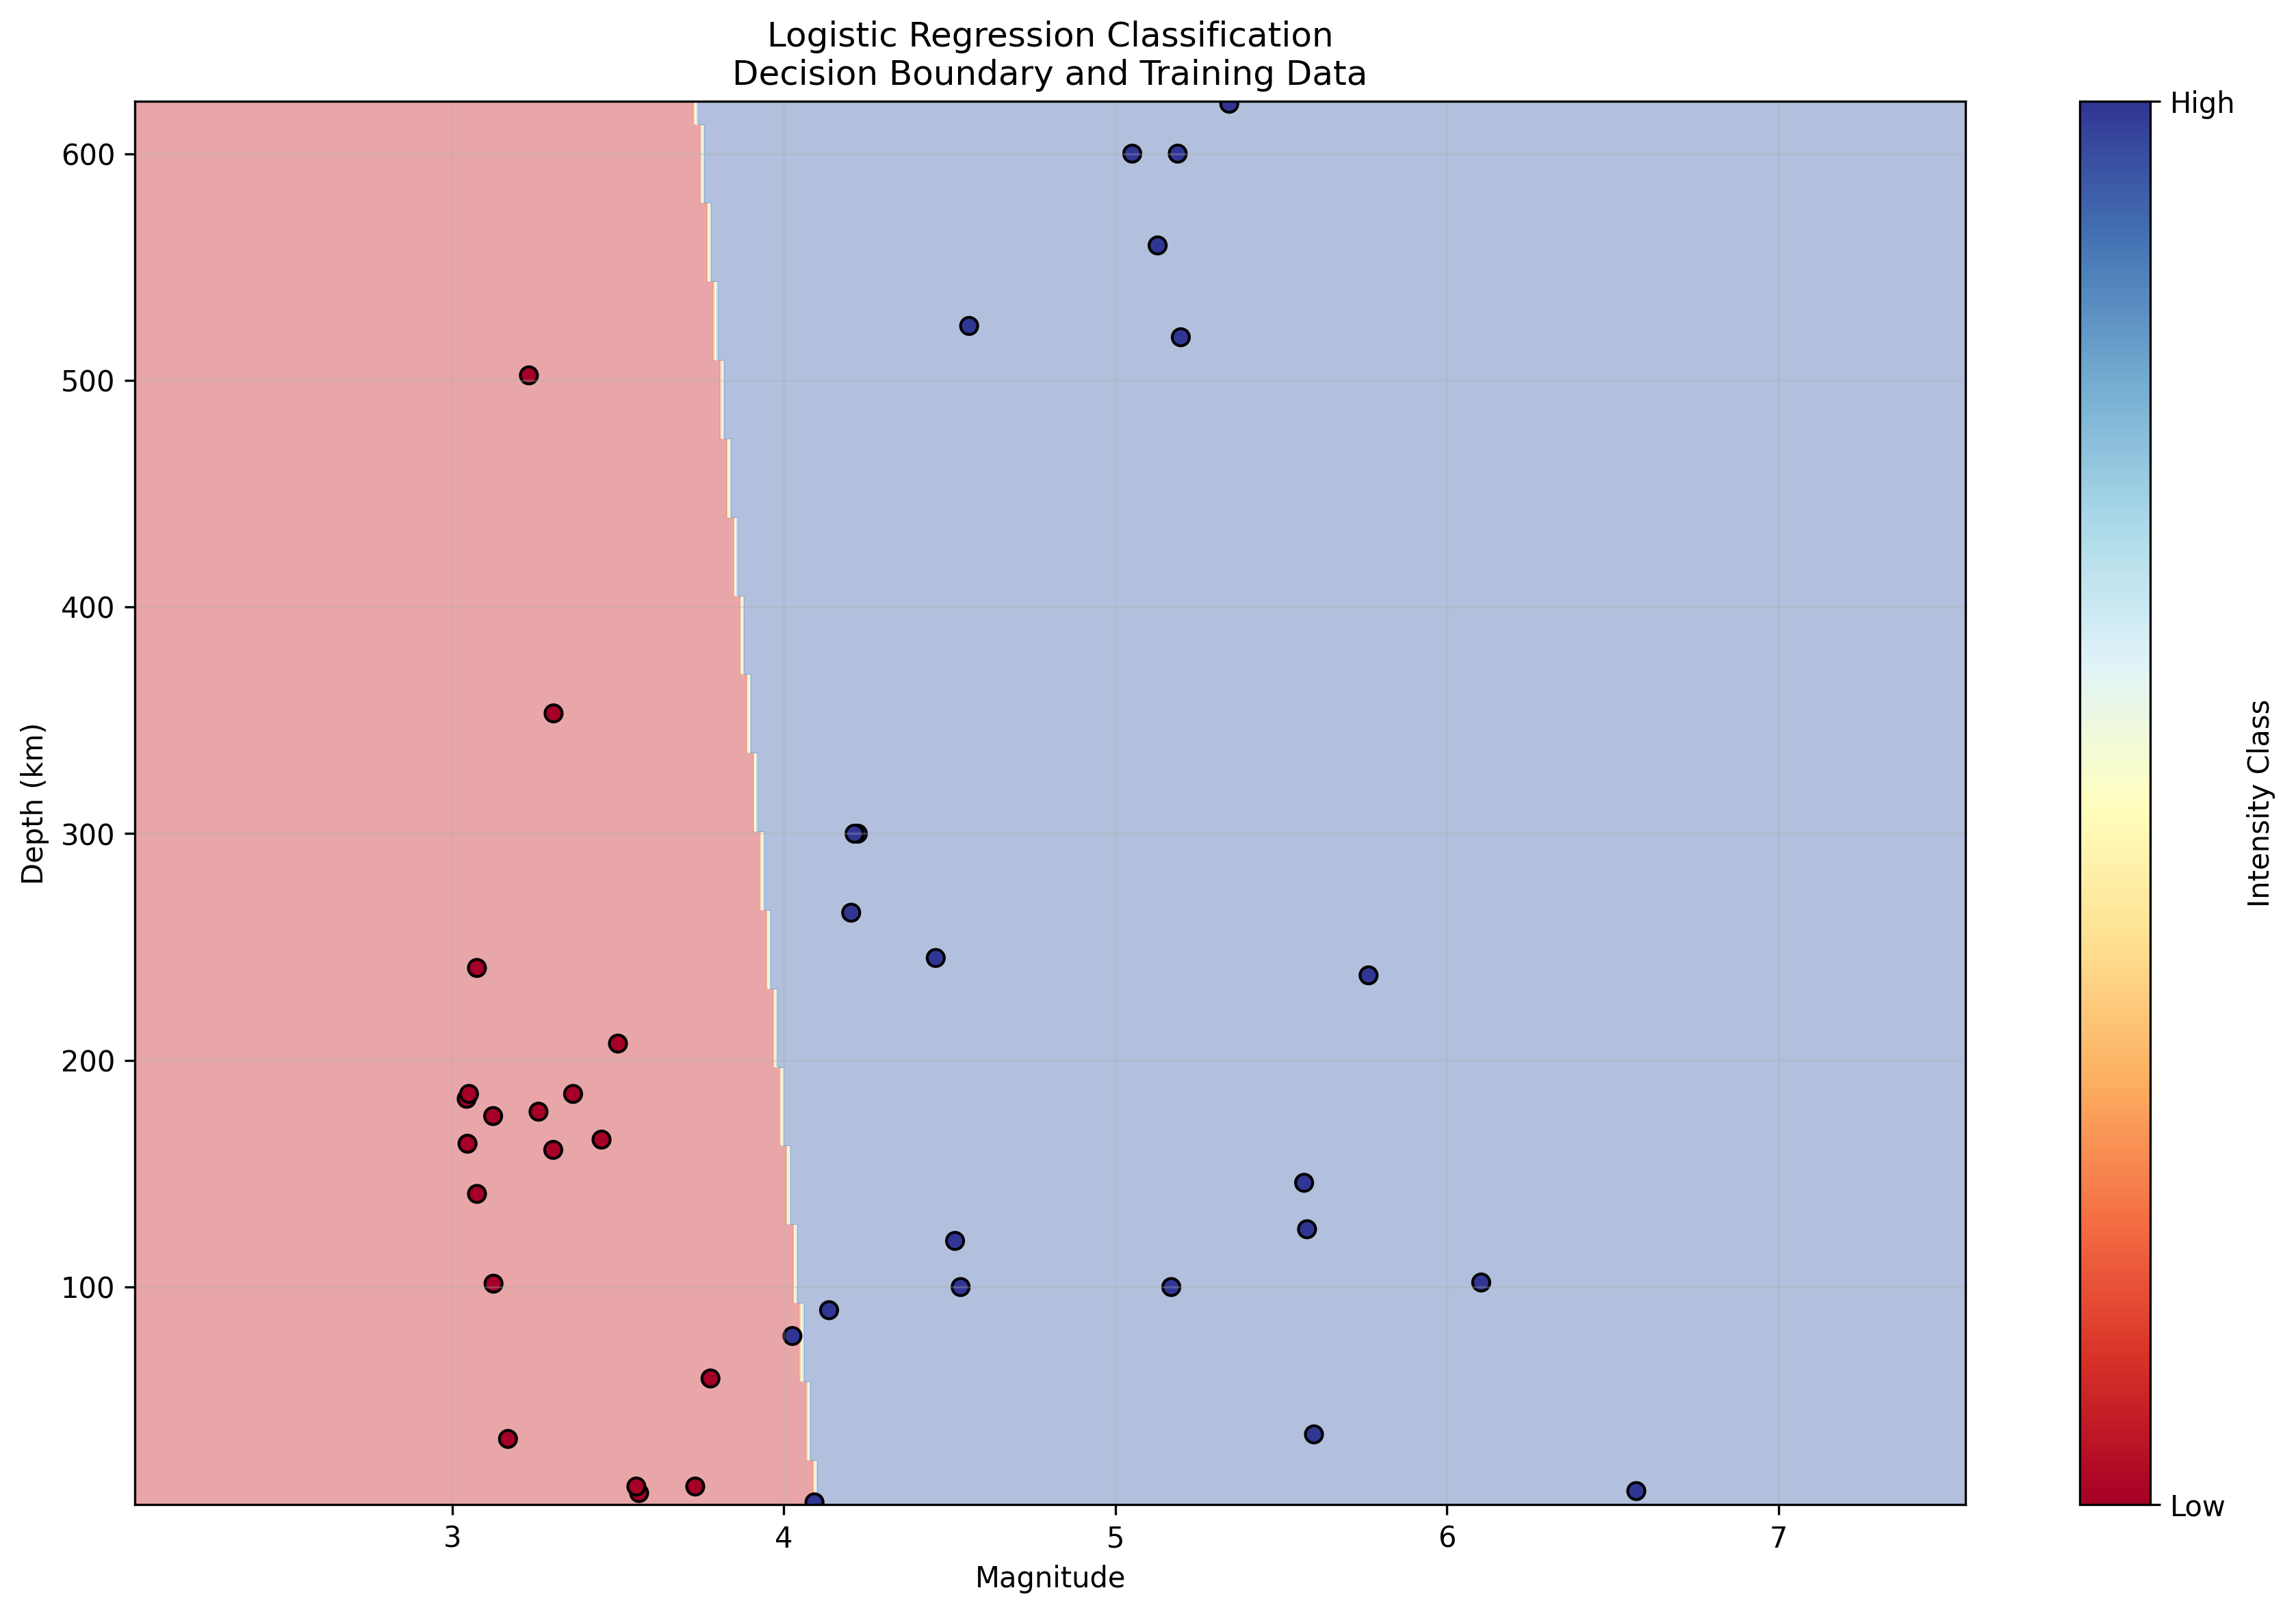 Logistic Regression Classification
Decision Boundary and Training Data
High
600
500
400
300
200
100
Depth (km)
Intensity Class
Low
3
4
5
6
7
Magnitude